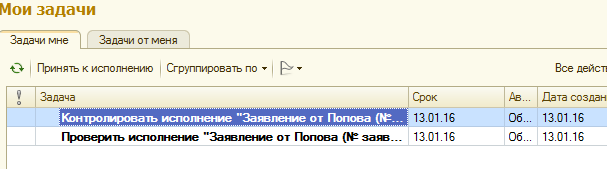 Мои задачи
Задачи мне Задачи от меня
Принять к исполнению Сгруппировать по Все дейст
! Задача Срок Ав... Дата создан
Контролировать исполнение "Заявление от Попова (№... 13.01.16 Об... 13.01.16
Проверить исполнение "Заявление от Попова (№ заяв... 13.01.16 Об... 13.01.16